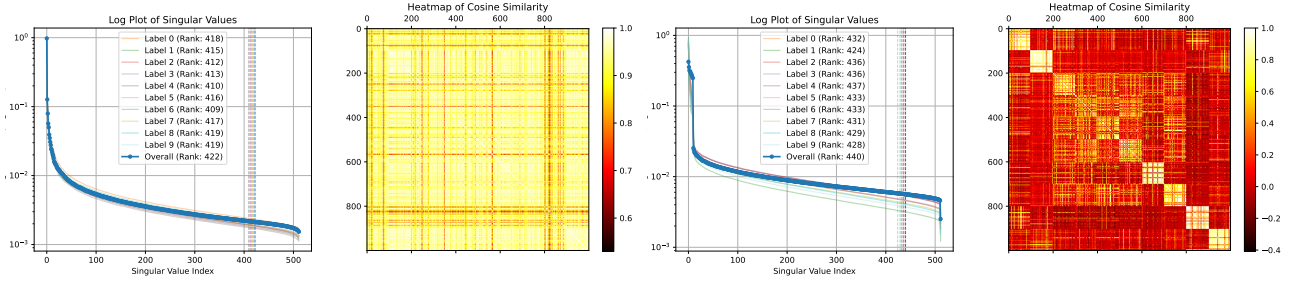 Log Plot of Singular Values
10⁰
10⁻¹
10⁻²
10⁻³
Label 0 (Rank: 418)
Label 1 (Rank: 415)
Label 2 (Rank: 412)
Label 3 (Rank: 413)
Label 4 (Rank: 410)
Label 5 (Rank: 416)
Label 6 (Rank: 409)
Label 7 (Rank: 417)
Label 8 (Rank: 419)
Label 9 (Rank: 419)
Overall (Rank: 422)
0 100 200 300 400 500
Singular Value Index
Heatmap of Cosine Similarity
0 200 400 600 800
0
200
400
600
800
1.0
0.9
0.8
0.7
0.6
Log Plot of Singular Values
10⁰
10⁻¹
10⁻²
10⁻³
Label 0 (Rank: 432)
Label 1 (Rank: 424)
Label 2 (Rank: 436)
Label 3 (Rank: 436)
Label 4 (Rank: 437)
Label 5 (Rank: 433)
Label 6 (Rank: 433)
Label 7 (Rank: 431)
Label 8 (Rank: 429)
Label 9 (Rank: 428)
Overall (Rank: 440)
0 100 200 300 400 500
Singular Value Index
Heatmap of Cosine Similarity
0 200 400 600 800
0
200
400
600
800
1.0
0.8
0.6
0.4
0.2
0.0
−0.2
−0.4